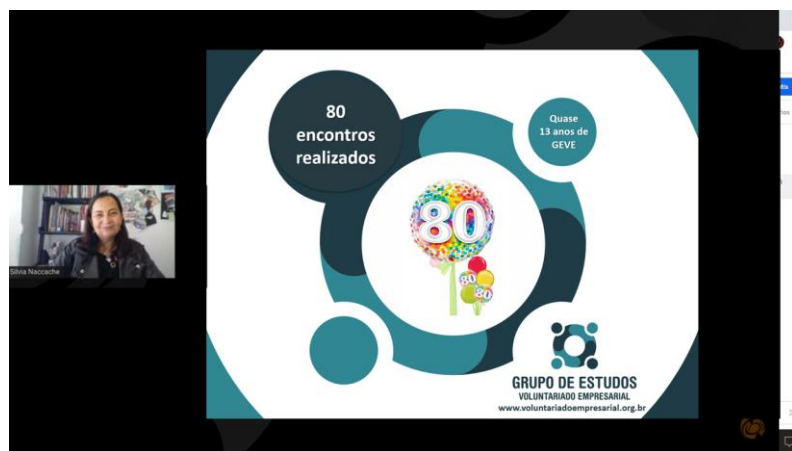 80
encontros
realizados
Quase
13 anos de
GEVE
80
80
80
Silvia Naccache
GRUPO DE ESTUDOS
VOLUNTARIADO EMPRESARIAL
www.voluntariadoempresarial.org.br